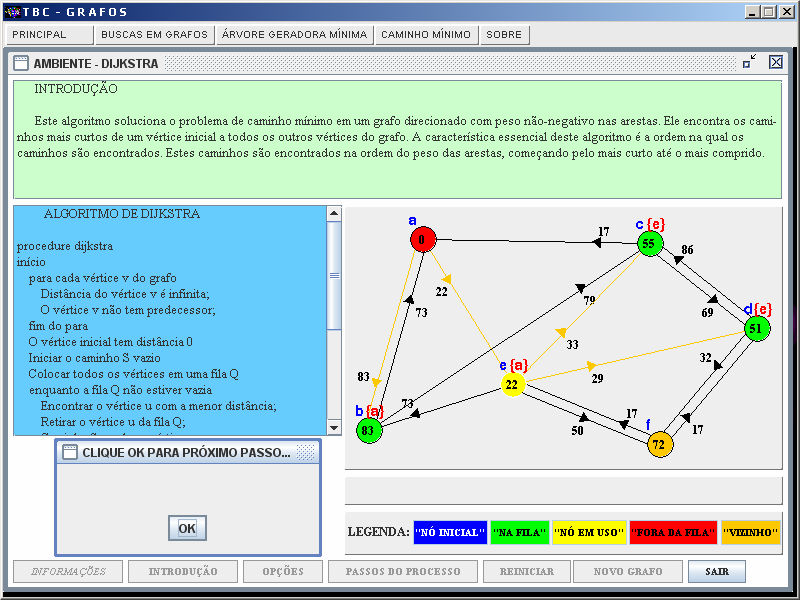 TBC - GRAFOS
PRINCIPAL BUSCAS EM GRAFOS ÁRVORE GERADORA MÍNIMA CAMINHO MÍNIMO SOBRE
AMBIENTE - DIJKSTRA
INTRODUÇÃO
Este algoritmo soluciona o problema de caminho mínimo em um grafo direcionado com peso não-negativo nas arestas. Ele encontra os cami-
nhos mais curtos de um vértice inicial a todos os outros vértices do grafo. A característica essencial deste algoritmo é a ordem na qual os
caminhos são encontrados. Estes caminhos são encontrados na ordem do peso das arestas, começando pelo mais curto até o mais comprido.
ALGORITMO DE DIJKSTRA
procedure dijkstra
início
para cada vértice v do grafo
Distância do vértice v é infinita;
O vértice v não tem predecessor;
fim do para
O vértice inicial tem distância 0
Iniciar o caminho S vazio
Colocar todos os vértices em uma fila Q
enquanto a fila Q não estiver vazia
Encontrar o vértice u com a menor distância;
Retirar o vértice u da fila Q;
a
0
c {e}
55
17
86
22
79
73
69
d{e}
51
33
32
e {a}
22
29
83
b{a}
83
73
17
50
f
72
17
CLIQUE OK PARA PRÓXIMO PASSO...
OK
LEGENDA: "NÓ INICIAL" "NA FILA" "NÓ EM USO" "FORA DA FILA" "VIZINHO"
INFORMAÇÕES INTRODUÇÃO OPÇÕES PASSOS DO PROCESSO REINICIAR NOVO GRAFO SAIR